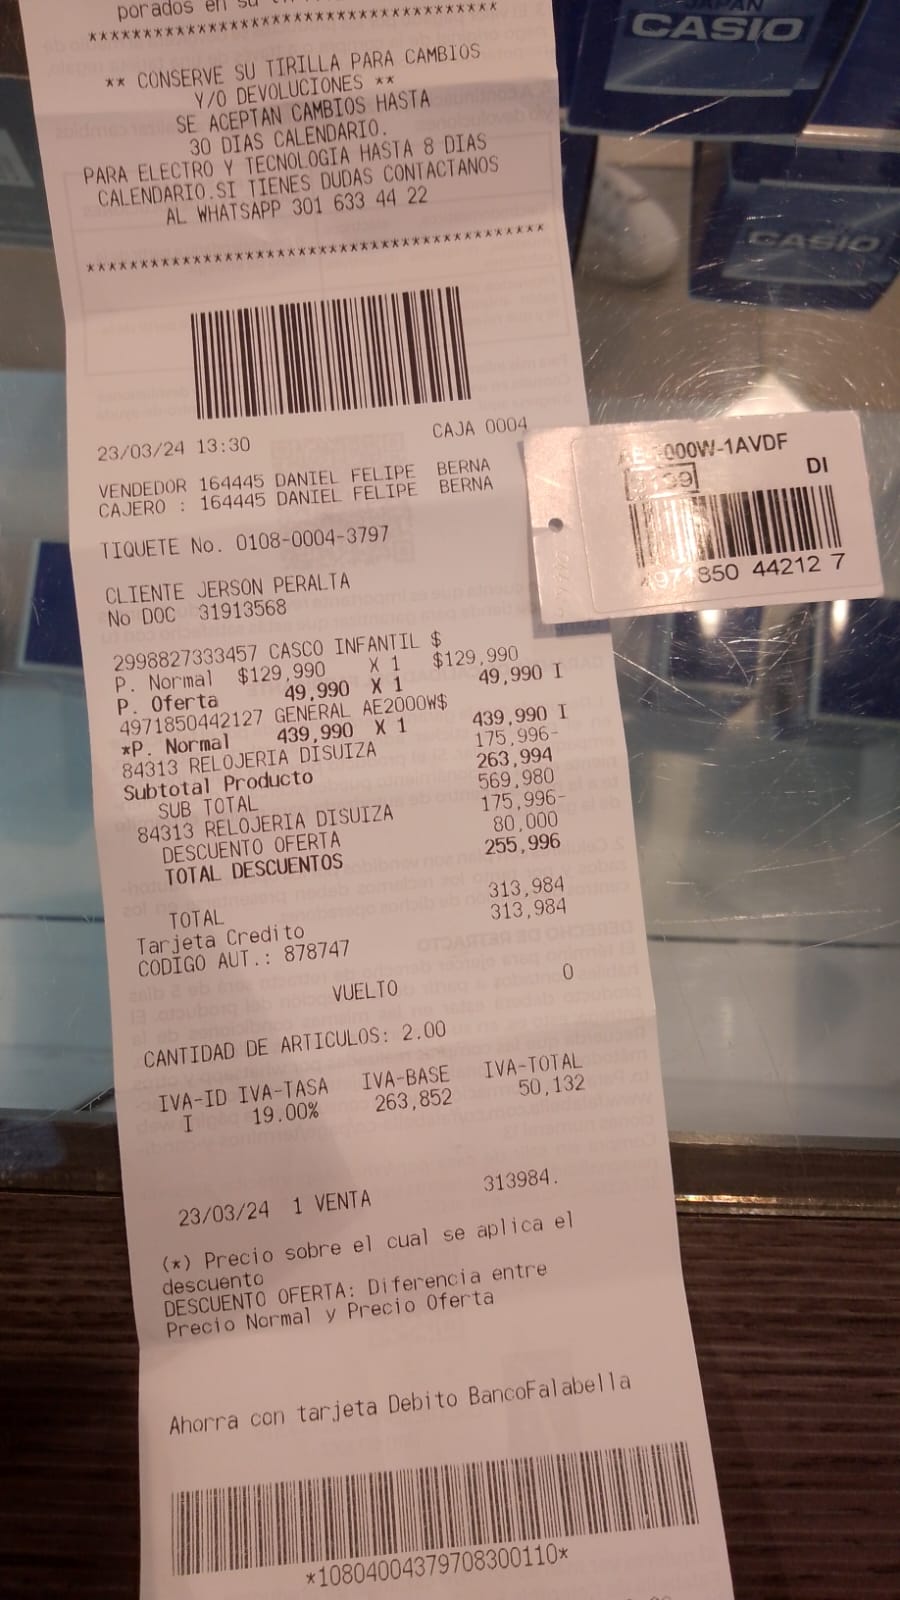 porados en su
******************************************
** CONSERVE SU TIRILLA PARA CAMBIOS
Y/O DEVOLUCIONES **
SE ACEPTAN CAMBIOS HASTA
30 DIAS CALENDARIO.
PARA ELECTRO Y TECNOLOGIA HASTA 8 DIAS
CALENDARIO.SI TIENES DUDAS CONTACTANOS
AL WHATSAPP 301 633 44 22
******************************************
23/03/24 13:30 CAJA 0004
VENDEDOR 164445 DANIEL FELIPE BERNA
CAJERO : 164445 DANIEL FELIPE BERNA
TIQUETE No. 0108-0004-3797
CLIENTE JERSON PERALTA
No DOC 31913568
2998827333457 CASCO INFANTIL $
P. Normal $129,990 X 1 $129,990
P. Oferta 49,990 X 1 49,990 I
4971850442127 GENERAL AE2000W$
*P. Normal 439,990 X 1 439,990 I
84313 RELOJERIA DISUIZA 175,996-
Subtotal Producto 263,994
SUB TOTAL 569,980
84313 RELOJERIA DISUIZA 175,996-
DESCUENTO OFERTA 80,000
TOTAL DESCUENTOS 255,996
TOTAL 313,984
Tarjeta Credito 313,984
CODIGO AUT.: 878747
VUELTO 0
CANTIDAD DE ARTICULOS: 2.00
IVA-ID IVA-TASA IVA-BASE IVA-TOTAL
I 19.00% 263,852 50,132
23/03/24 1 VENTA 313984.
(*) Precio sobre el cual se aplica el
descuento
DESCUENTO OFERTA: Diferencia entre
Precio Normal y Precio Oferta
Ahorra con tarjeta Debito BancoFalabella
*10804004379708300110*
JAPAN
CASIO
CASIO
000W-1AVDF
DI
850 44212 7